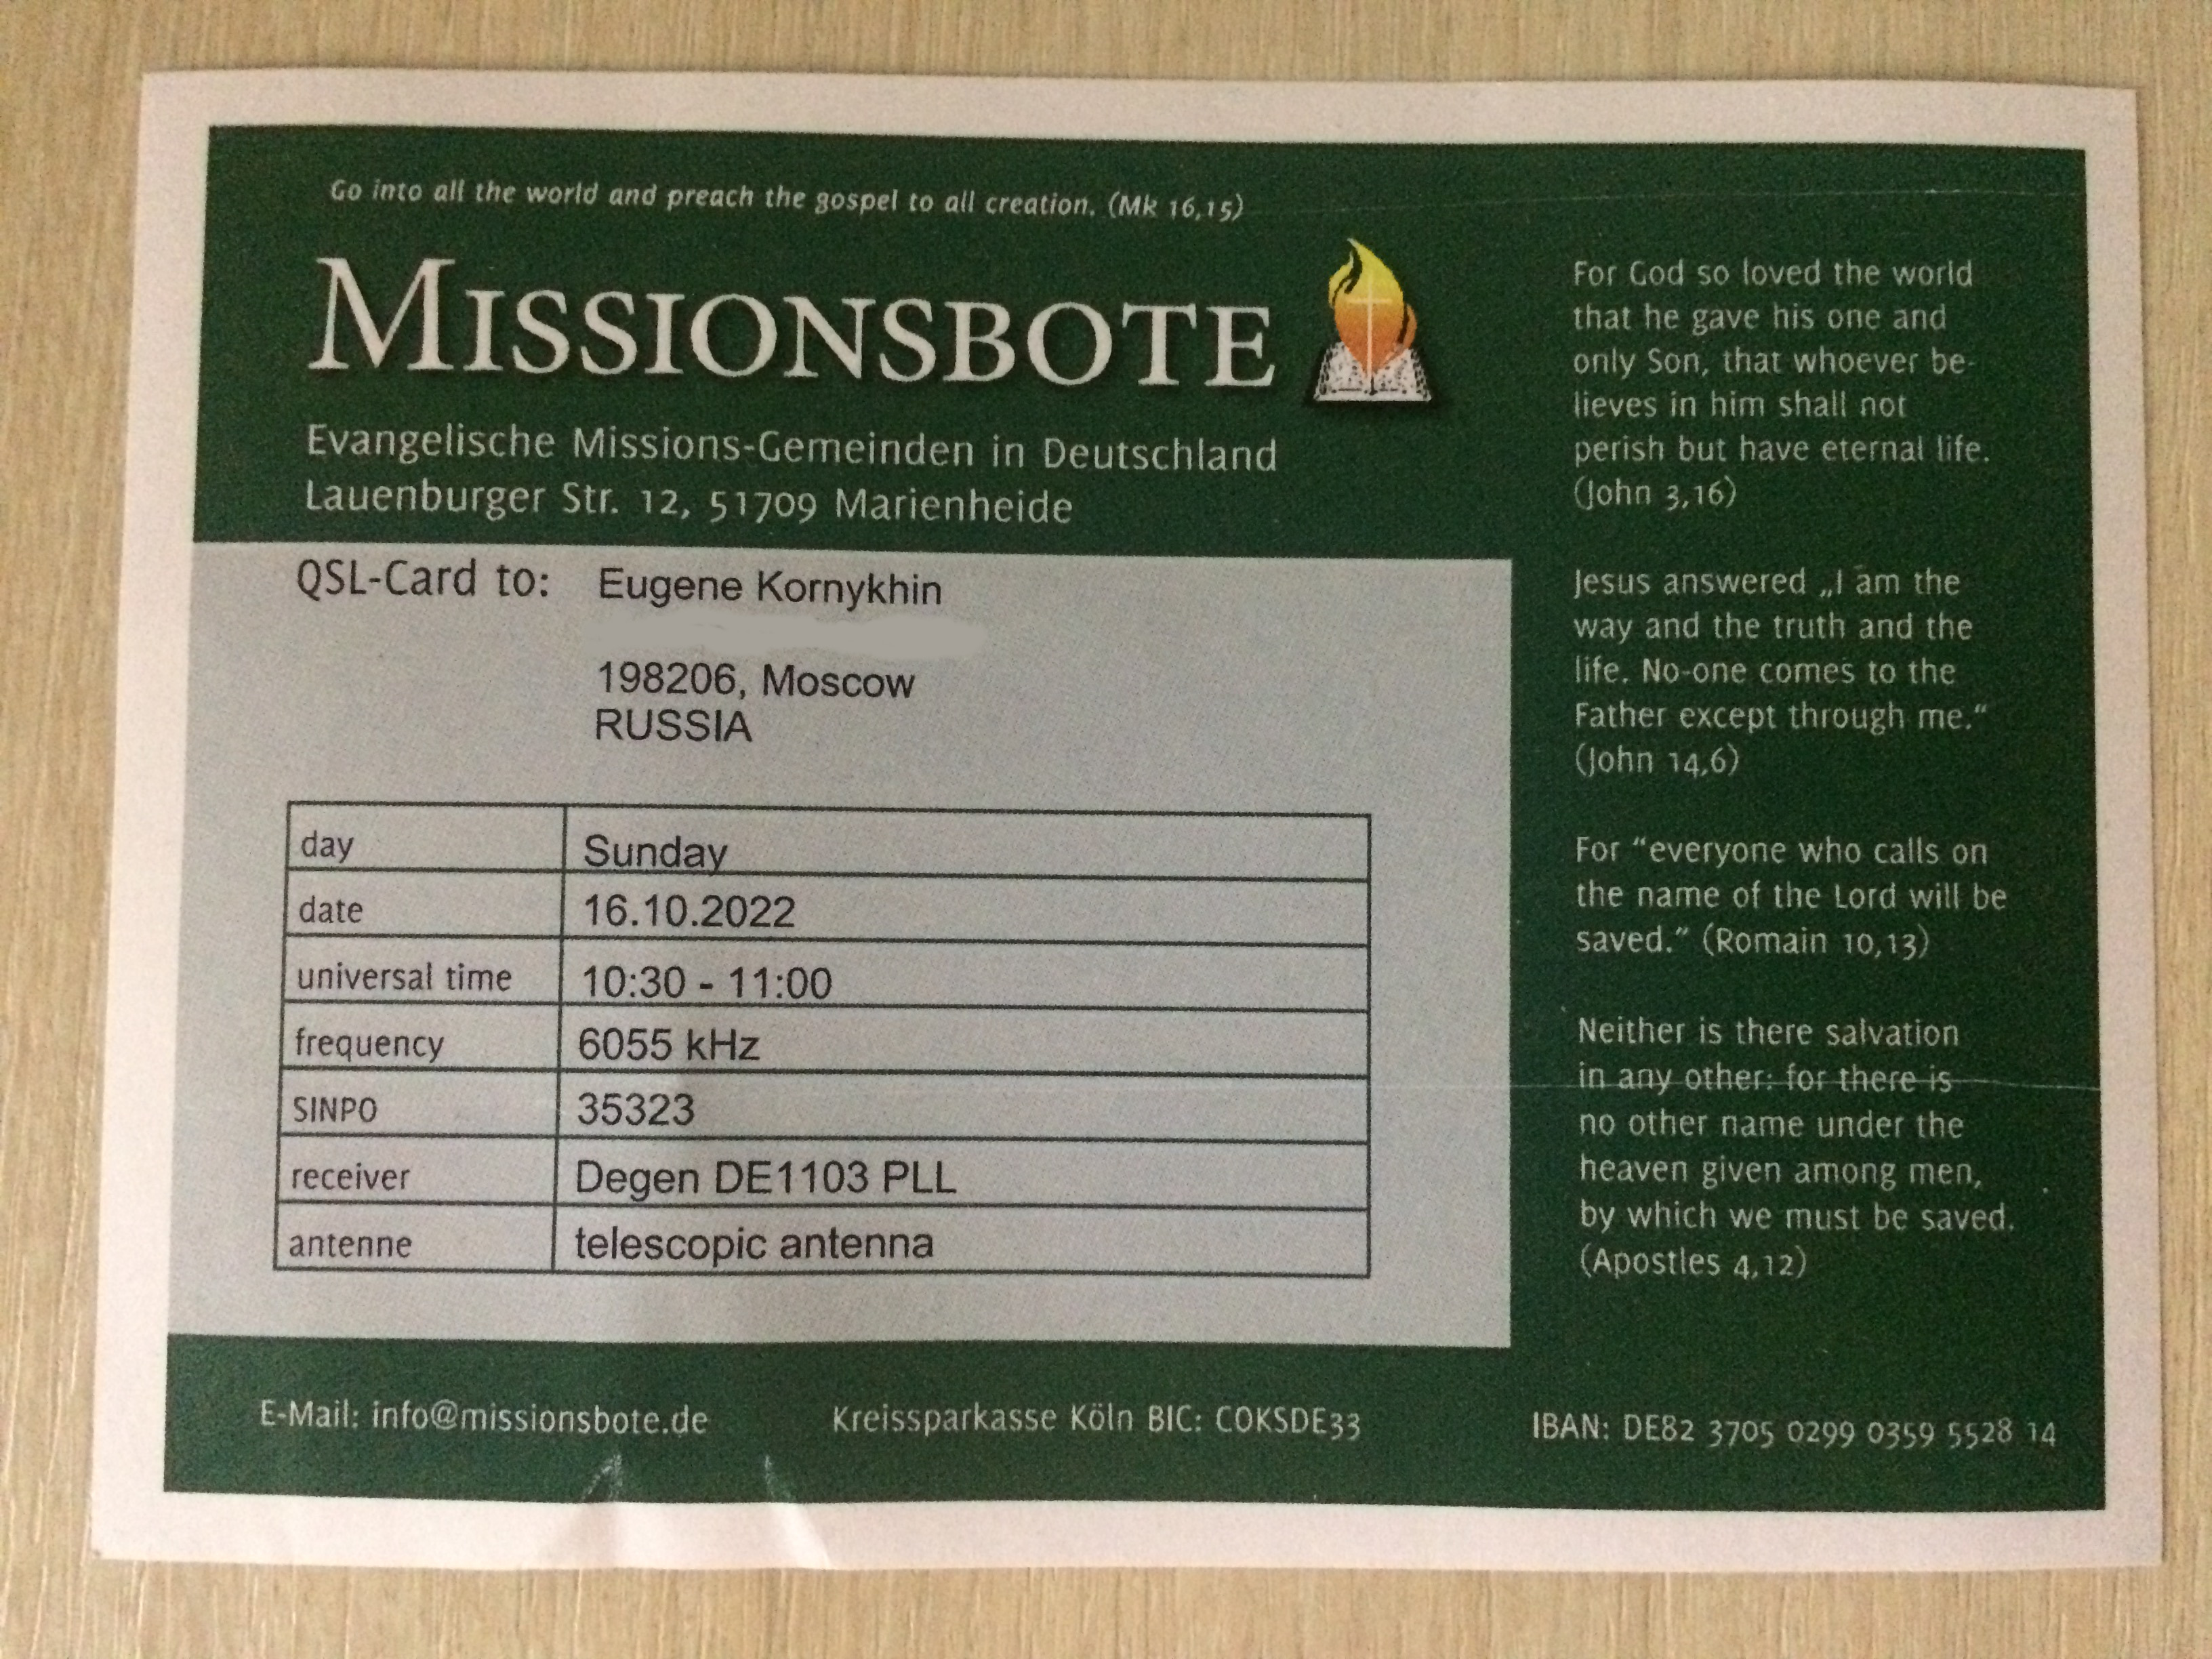 Go into all the world and preach the gospel to all creation. (Mk 16,15)
MISSIONSBOTE
Evangelische Missions-Gemeinden in Deutschland
Lauenburger Str. 12, 51709 Marienheide
QSL-Card to: Eugene Kornykhin
198206, Moscow
RUSSIA
day Sunday
date 16.10.2022
universal time 10:30 - 11:00
frequency 6055 kHz
SINPO 35323
receiver Degen DE1103 PLL
antenne telescopic antenna
For God so loved the world
that he gave his one and
only Son, that whoever be-
lieves in him shall not
perish but have eternal life.
(John 3,16)
Jesus answered „I am the
way and the truth and the
life. No-one comes to the
Father except through me.“
(John 14,6)
For “everyone who calls on
the name of the Lord will be
saved.” (Romain 10,13)
Neither is there salvation
in any other: for there is
no other name under the
heaven given among men,
by which we must be saved.
(Apostles 4,12)
E-Mail: info@missionsbote.de
Kreissparkasse Köln BIC: COKSDE33
IBAN: DE82 3705 0299 0359 5528 14